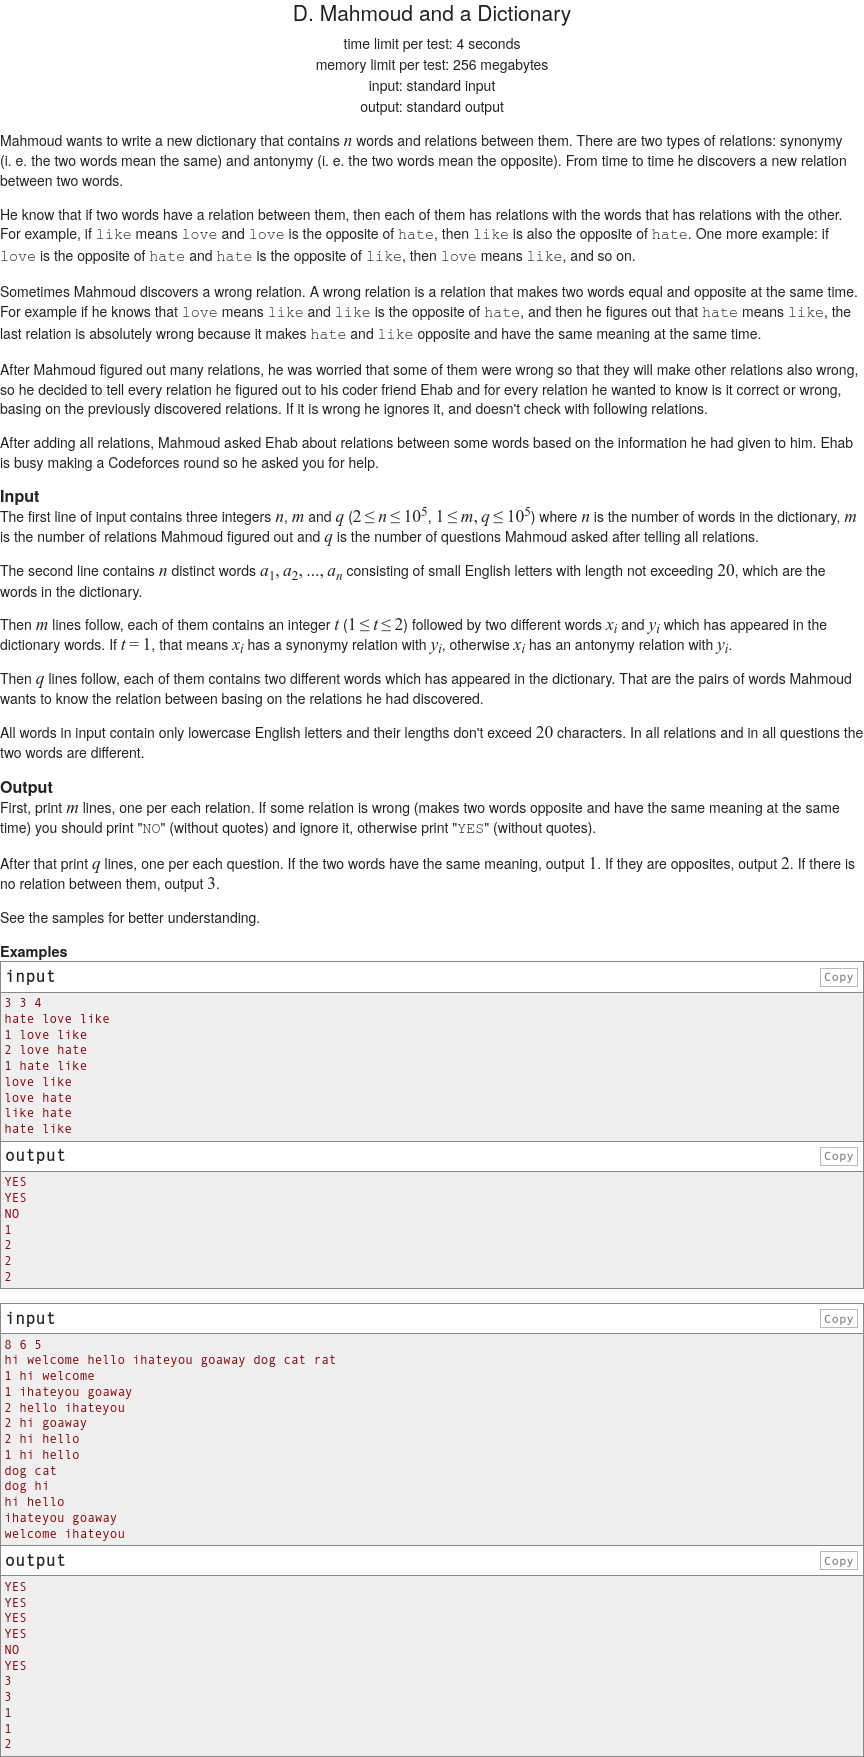 D. Mahmoud and a Dictionary
time limit per test: 4 seconds
memory limit per test: 256 megabytes
input: standard input
output: standard output
Mahmoud wants to write a new dictionary that contains n words and relations between them. There are two types of relations: synonymy
(i. e. the two words mean the same) and antonymy (i. e. the two words mean the opposite). From time to time he discovers a new relation
between two words.
He know that if two words have a relation between them, then each of them has relations with the words that has relations with the other.
For example, if like means love and love is the opposite of hate, then like is also the opposite of hate. One more example: if
love is the opposite of hate and hate is the opposite of like, then love means like, and so on.
Sometimes Mahmoud discovers a wrong relation. A wrong relation is a relation that makes two words equal and opposite at the same time.
For example if he knows that love means like and like is the opposite of hate, and then he figures out that hate means like, the
last relation is absolutely wrong because it makes hate and like opposite and have the same meaning at the same time.
After Mahmoud figured out many relations, he was worried that some of them were wrong so that they will make other relations also wrong,
so he decided to tell every relation he figured out to his coder friend Ehab and for every relation he wanted to know is it correct or wrong,
basing on the previously discovered relations. If it is wrong he ignores it, and doesn't check with following relations.
After adding all relations, Mahmoud asked Ehab about relations between some words based on the information he had given to him. Ehab
is busy making a Codeforces round so he asked you for help.
Input
The first line of input contains three integers n, m and q (2 ≤ n ≤ 10^5, 1 ≤ m, q ≤ 10^5) where n is the number of words in the dictionary, m
is the number of relations Mahmoud figured out and q is the number of questions Mahmoud asked after telling all relations.
The second line contains n distinct words a_1, a_2, ..., a_n consisting of small English letters with length not exceeding 20, which are the
words in the dictionary.
Then m lines follow, each of them contains an integer t (1 ≤ t ≤ 2) followed by two different words x_i and y_i which has appeared in the
dictionary words. If t = 1, that means x_i has a synonymy relation with y_i, otherwise x_i has an antonymy relation with y_i.
Then q lines follow, each of them contains two different words which has appeared in the dictionary. That are the pairs of words Mahmoud
wants to know the relation between basing on the relations he had discovered.
All words in input contain only lowercase English letters and their lengths don't exceed 20 characters. In all relations and in all questions the
two words are different.
Output
First, print m lines, one per each relation. If some relation is wrong (makes two words opposite and have the same meaning at the same
time) you should print "NO" (without quotes) and ignore it, otherwise print "YES" (without quotes).
After that print q lines, one per each question. If the two words have the same meaning, output 1. If they are opposites, output 2. If there is
no relation between them, output 3.
See the samples for better understanding.
Examples
input Copy
3 3 4
hate love like
1 love like
2 love hate
1 hate like
love like
love hate
like hate
hate like
output Copy
YES
YES
NO
1
2
2
2
input Copy
8 6 5
hi welcome hello ihateyou goaway dog cat rat
1 hi welcome
1 ihateyou goaway
2 hello ihateyou
2 hi goaway
2 hi hello
1 hi hello
dog cat
dog hi
hi hello
ihateyou goaway
welcome ihateyou
output Copy
YES
YES
YES
YES
NO
YES
3
3
1
1
2